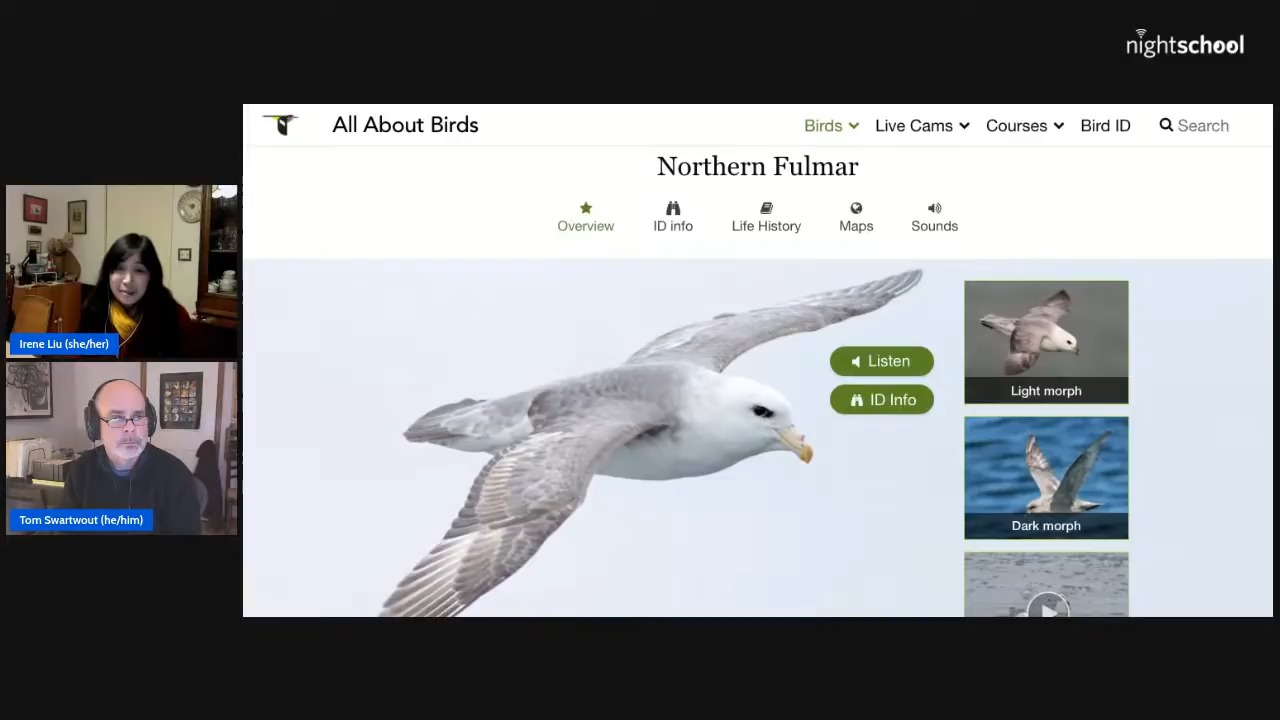 nightschool
All About Birds
Birds Live Cams Courses Bird ID Search
Northern Fulmar
Overview ID info Life History Maps Sounds
Listen
ID Info
Light morph
Dark morph
Irene Liu (she/her)
Tom Swartwout (he/him)